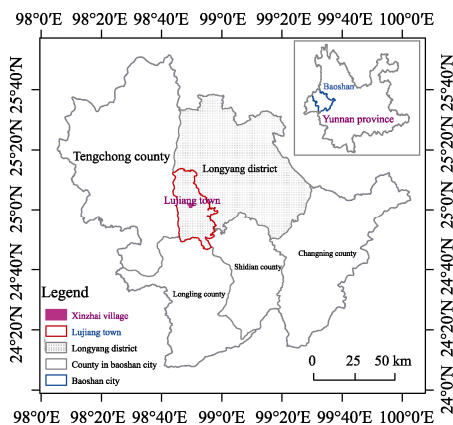 98°0'E 98°20'E 98°40'E 99°0'E 99°20'E 99°40'E 100°0'E
25°40'N 25°40'N
25°20'N 25°20'N
25°0'N 25°0'N
24°40'N 24°40'N
24°20'N 24°20'N
24°0'N 24°0'N
Baoshan
Yunnan province
Tengchong county
Longyang district
Lujiang town
Changning county
Shidian county
Longling county
Legend
Xinzhai village
Lujiang town
Longyang district
County in baoshan city
Baoshan city
0 25 50 km
98°0'E 98°20'E 98°40'E 99°0'E 99°20'E 99°40'E 100°0'E